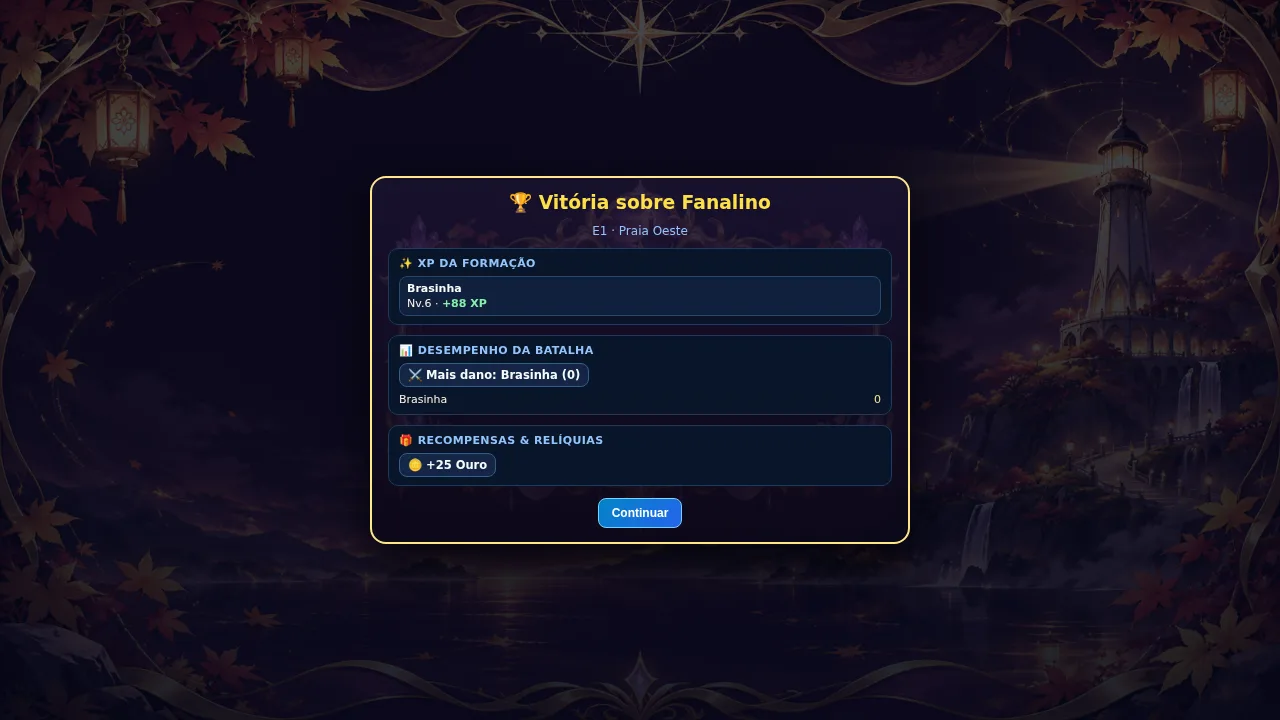 🏆 Vitória sobre Fanalino
E1 · Praia Oeste
✨ XP DA FORMAÇÃO
Brasinha
Nv.6 · +88 XP
📊 DESEMPENHO DA BATALHA
⚔️ Mais dano: Brasinha (0)
Brasinha 0
🎁 RECOMPENSAS & RELÍQUIAS
🪙 +25 Ouro
Continuar